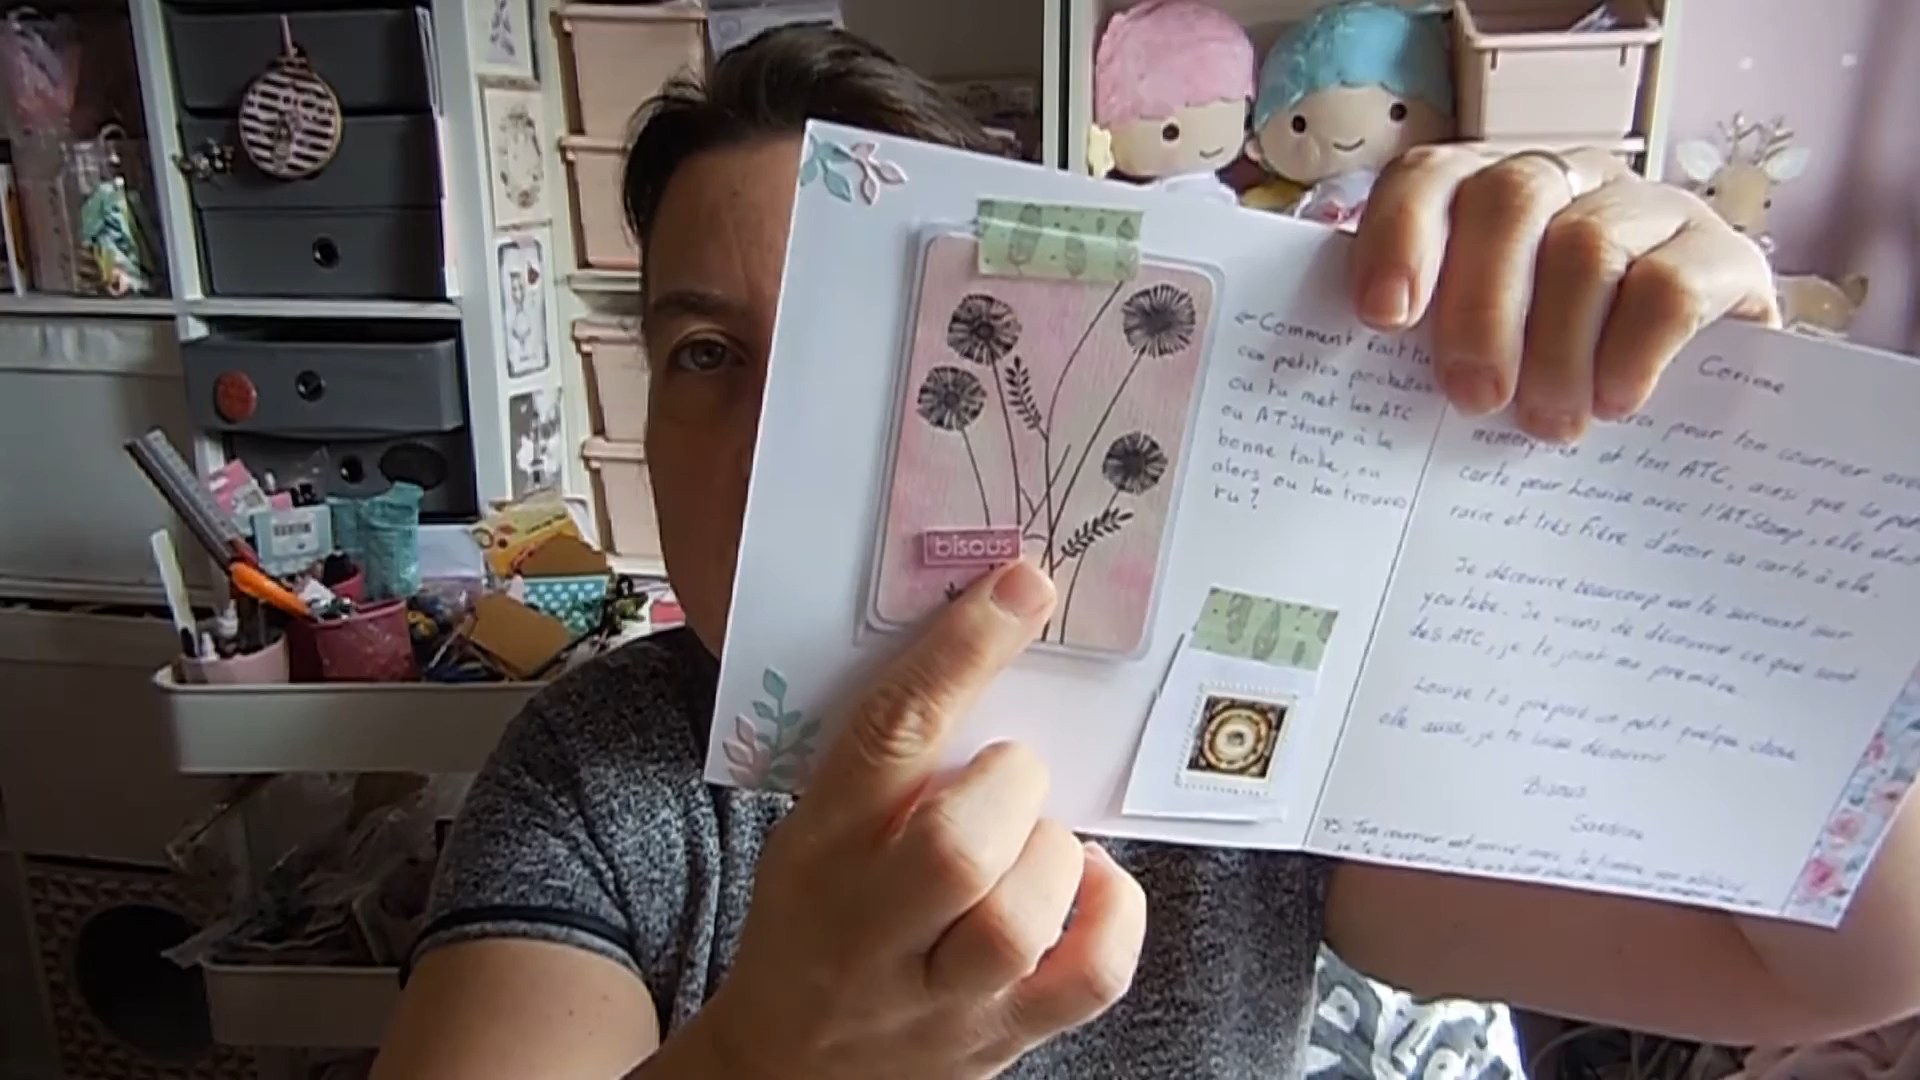 bisous
←Comment fait tu
ces petites pochettes
ou tu met les ATC
ou ATStamp à la
bonne taille, ou
alors ou les trouves
tu ?
Corinne
pour ton courrier avec
et ton ATC, ainsi que la
carte pour Louise avec l'ATStamp, elle était
ravie et très fière d'avoir sa carte à elle.
Je découvre beaucoup en te suivant sur
youtube. Je viens de découvrir ce que sont
des ATC, je te joint ma première
Louise t'a préparé un petit quelque chose
elle aussi, je te laisse découvrir
Bisous
Sandrine
PS. Ton courrier est arrivé avec le timbre non